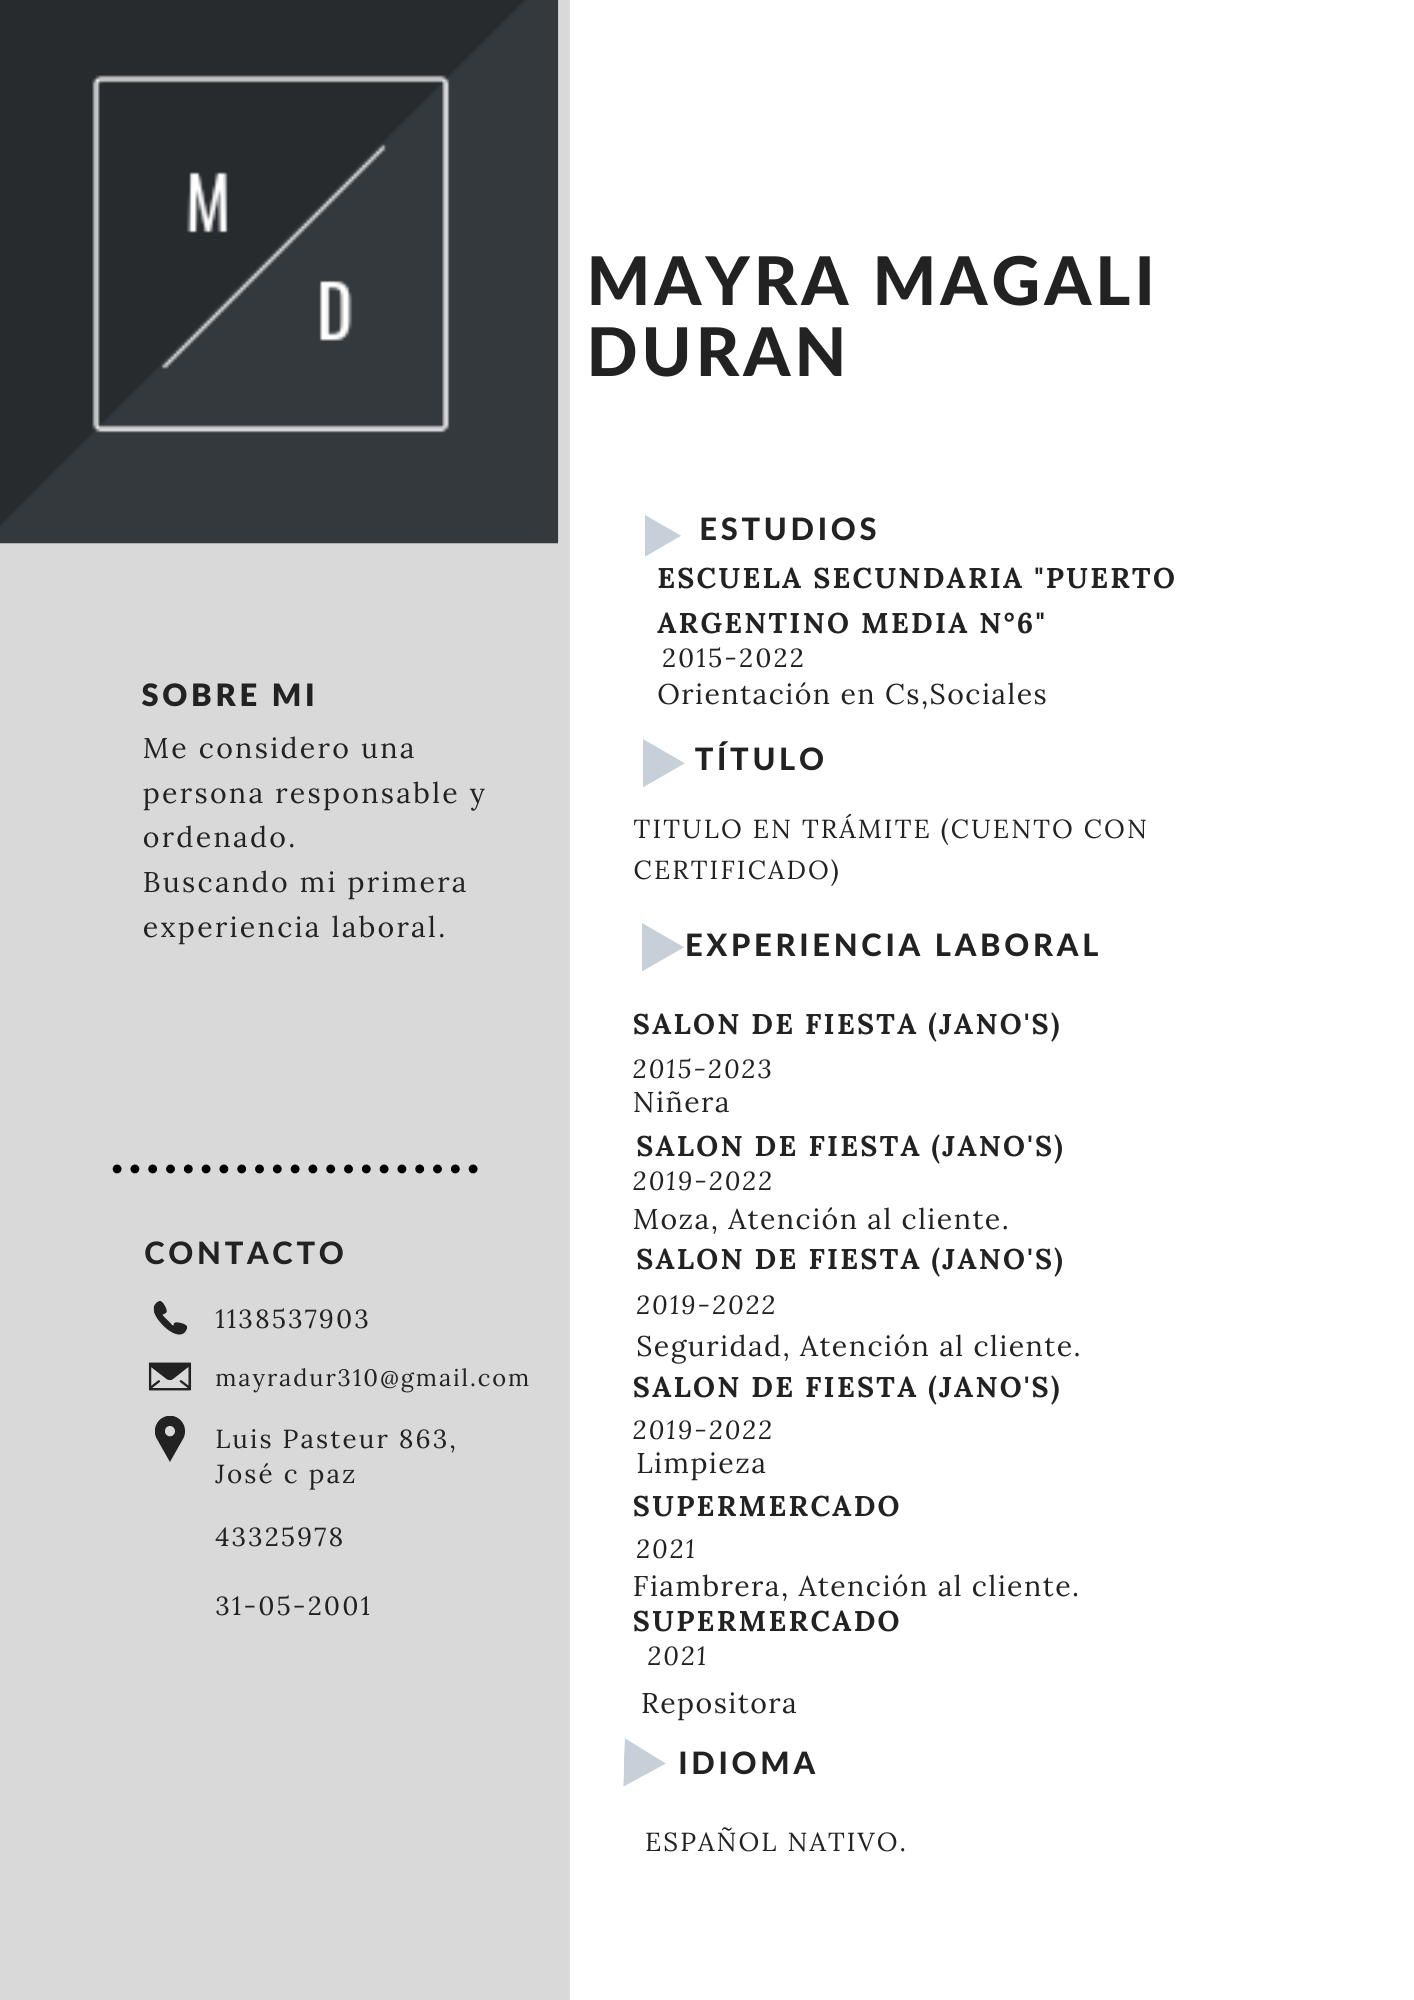 M
D
MAYRA MAGALI
DURAN
SOBRE MI
Me considero una
persona responsable y
ordenado.
Buscando mi primera
experiencia laboral.
CONTACTO
1138537903
mayradur310@gmail.com
Luis Pasteur 863,
José c paz
43325978
31-05-2001
ESTUDIOS
ESCUELA SECUNDARIA "PUERTO
ARGENTINO MEDIA N°6"
2015-2022
Orientación en Cs,Sociales
TÍTULO
TITULO EN TRÁMITE (CUENTO CON
CERTIFICADO)
EXPERIENCIA LABORAL
SALON DE FIESTA (JANO'S)
2015-2023
Niñera
SALON DE FIESTA (JANO'S)
2019-2022
Moza, Atención al cliente.
SALON DE FIESTA (JANO'S)
2019-2022
Seguridad, Atención al cliente.
SALON DE FIESTA (JANO'S)
2019-2022
Limpieza
SUPERMERCADO
2021
Fiambrera, Atención al cliente.
SUPERMERCADO
2021
Repositora
IDIOMA
ESPAÑOL NATIVO.